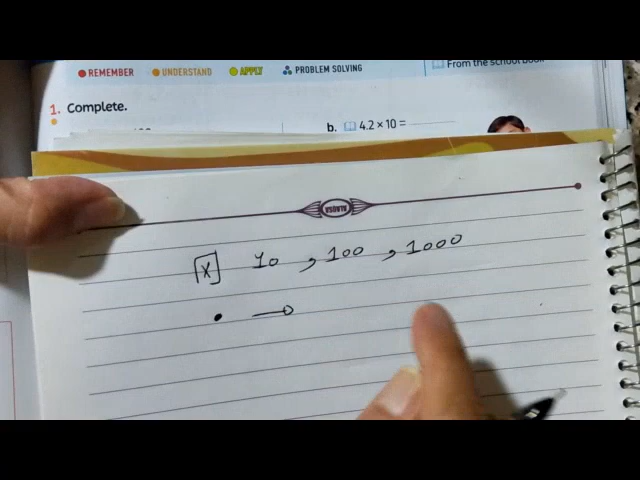 REMEMBER UNDERSTAND APPLY PROBLEM SOLVING
From the school book
1. Complete.
b. 4.2 × 10 =
x 10 , 100 , 1000
. →